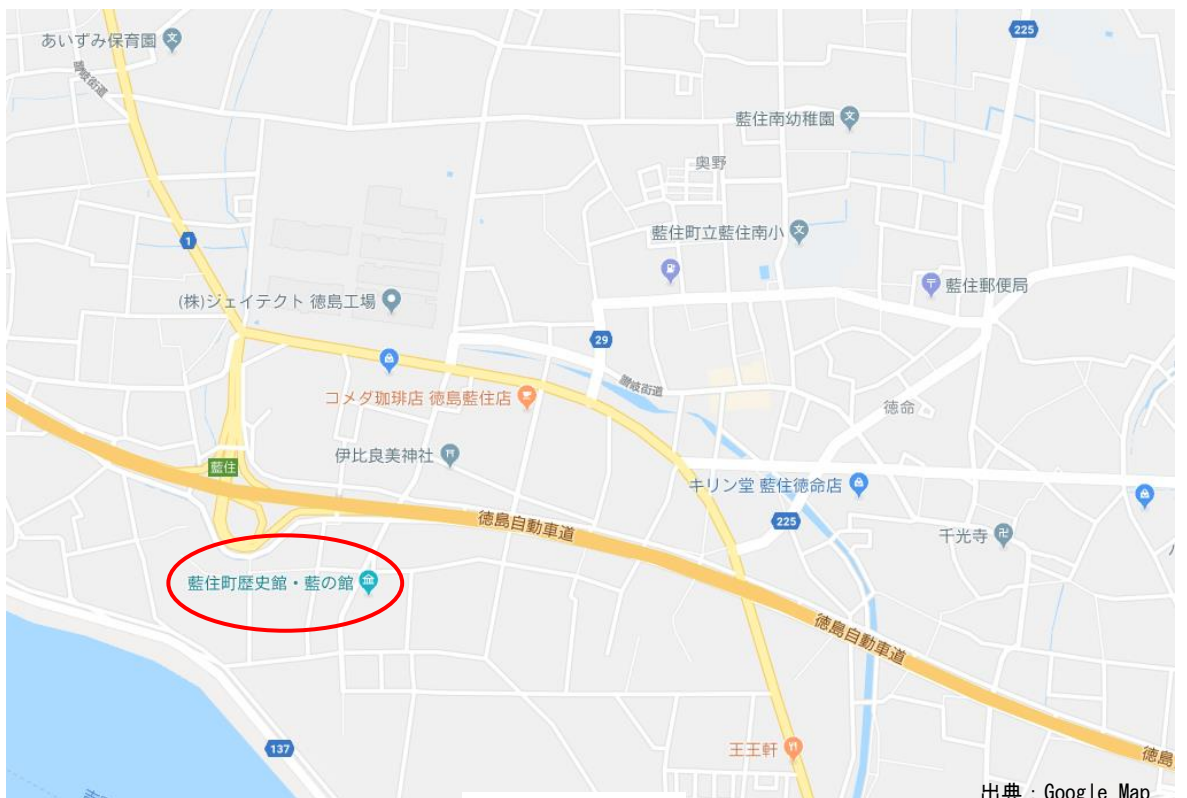 あいずみ保育園
讃岐街道
225
藍住南幼稚園
奥野
藍住町立藍住南小
1
藍住郵便局
(株)ジェイテクト 徳島工場
29
讃岐街道
コメダ珈琲店 徳島藍住店
徳命
伊比良美神社
藍住
キリン堂 藍住徳命店
徳島自動車道
225
千光寺
藍住町歴史館・藍の館
徳島自動車道
137
王王軒
徳島
出典：Google Map